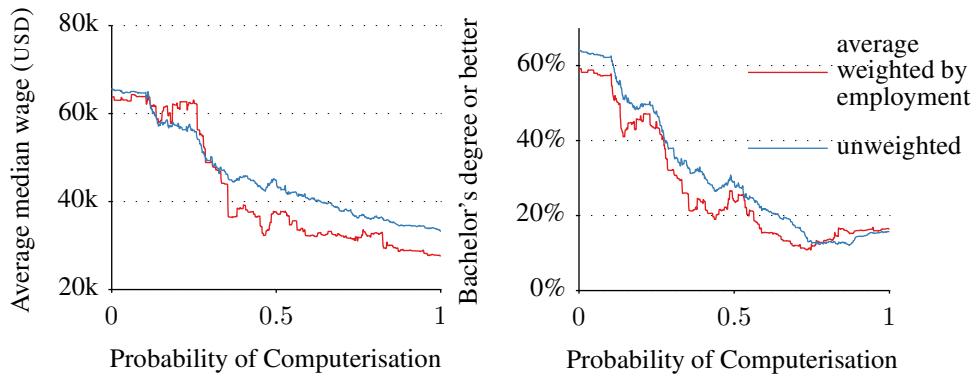 Average median wage (USD)
80k
60k
40k
20k
0
0.5
1
Probability of Computerisation
Bachelor's degree or better
60%
40%
20%
0%
0
0.5
1
Probability of Computerisation
average
weighted by
employment
unweighted